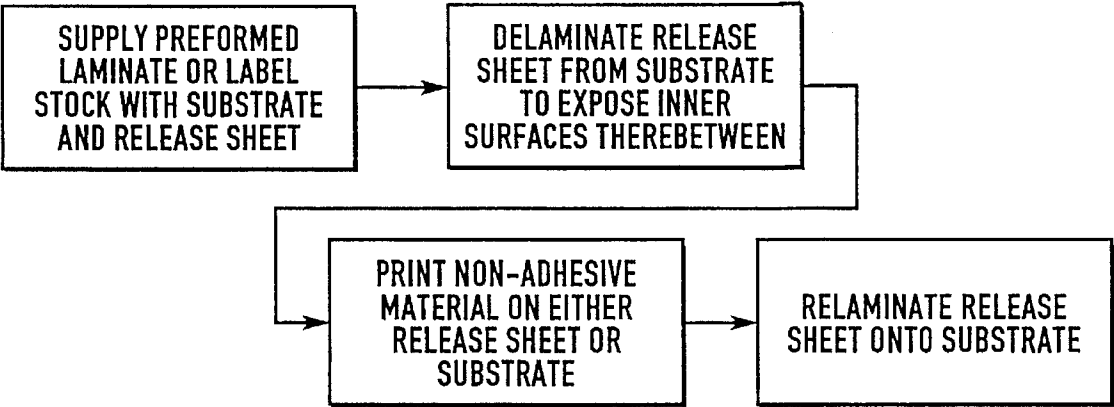 SUPPLY PREFORMED
LAMINATE OR LABEL
STOCK WITH SUBSTRATE
AND RELEASE SHEET
DELAMINATE RELEASE
SHEET FROM SUBSTRATE
TO EXPOSE INNER
SURFACES THEREBETWEEN
PRINT NON-ADHESIVE
MATERIAL ON EITHER
RELEASE SHEET OR
SUBSTRATE
RELAMINATE RELEASE
SHEET ONTO SUBSTRATE